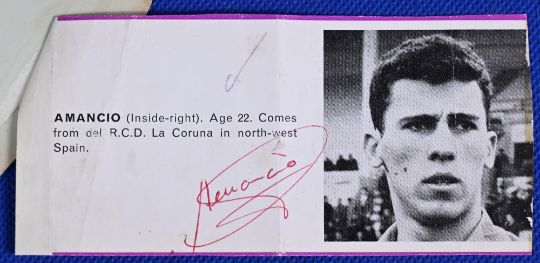 AMANCIO (Inside-right). Age 22. Comes
from del R.C.D. La Coruna in north-west
Spain.
Amancio